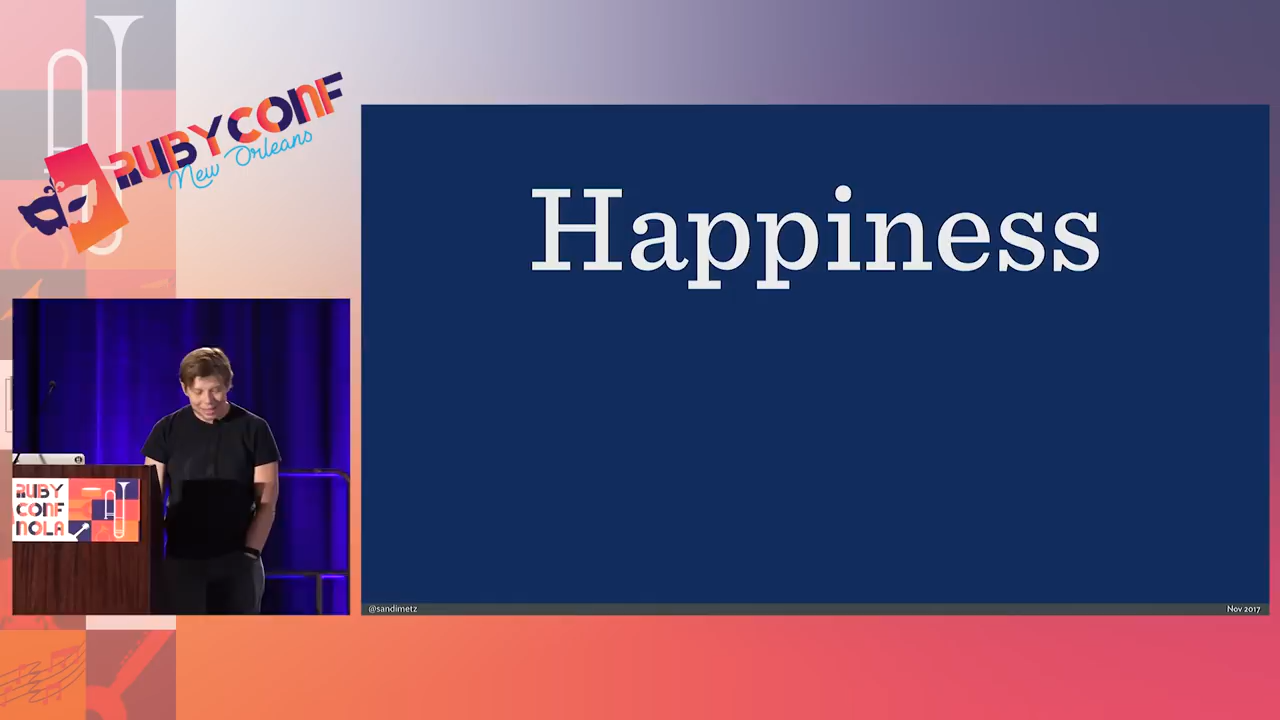 RUBYCONF
New Orleans
Happiness
RUBY
CONF
NOLA
@sandimetz
Nov 2017